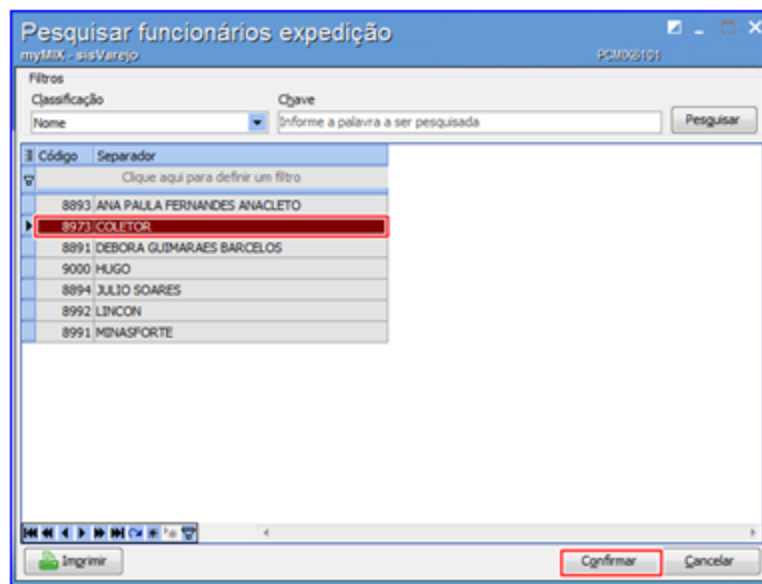 Pesquisar funcionários expedição
myMIX - sisVarejo PCMIX6101
Filtros
Classificação Chave
Nome Informe a palavra a ser pesquisada Pesquisar
Código Separador
Clique aqui para definir um filtro
8893 ANA PAULA FERNANDES ANACLETO
8973 COLETOR
8891 DEBORA GUIMARAES BARCELOS
9000 HUGO
8894 JULIO SOARES
8992 LINCON
8991 MINASFORTE
Imprimir Confirmar Cancelar